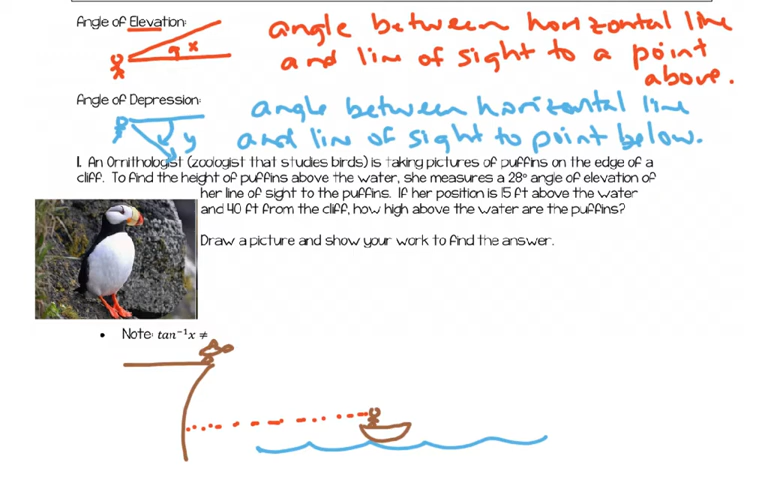 Angle of Elevation:
angle between horizontal line
and line of sight to a point
above.
x
Angle of Depression:
angle between horizontal line
and line of sight to point below.
y
1. An Ornithologist (zoologist that studies birds) is taking pictures of puffins on the edge of a
cliff. To find the height of puffins above the water, she measures a 28° angle of elevation of
her line of sight to the puffins. If her position is 15 ft above the water
and 40 ft from the cliff, how high above the water are the puffins?
Draw a picture and show your work to find the answer.
• Note: tan⁻¹x ≠